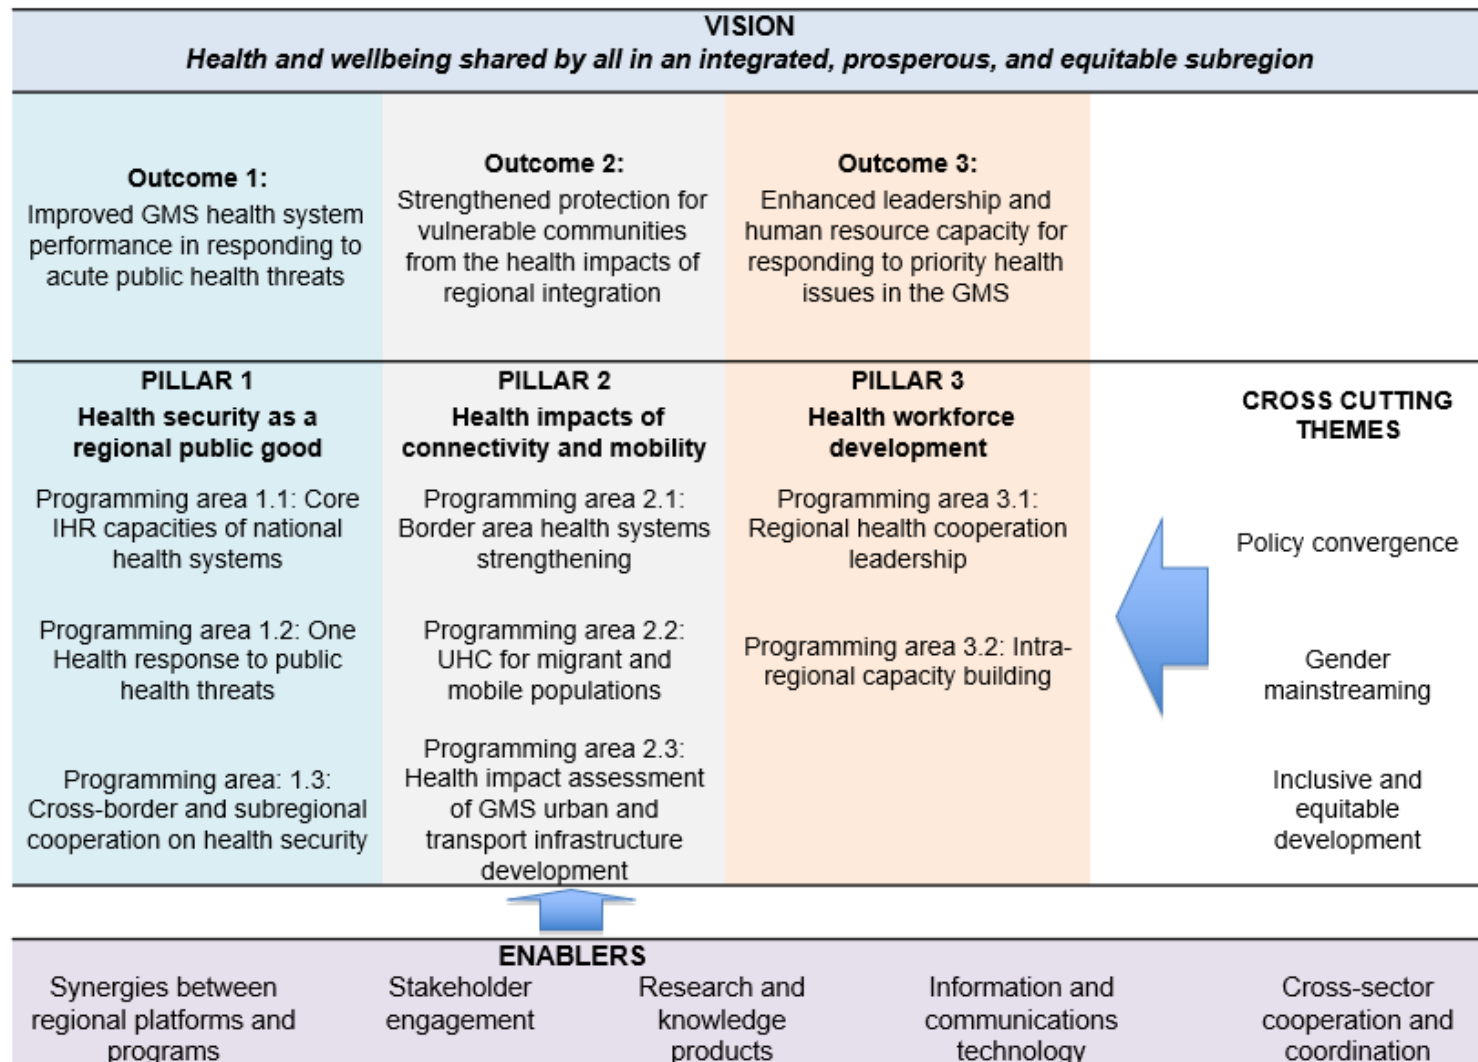 VISION
Health and wellbeing shared by all in an integrated, prosperous, and equitable subregion
Outcome 1:
Improved GMS health system
performance in responding to
acute public health threats
Outcome 2:
Strengthened protection for
vulnerable communities
from the health impacts of
regional integration
Outcome 3:
Enhanced leadership and
human resource capacity for
responding to priority health
issues in the GMS
PILLAR 1
Health security as a
regional public good
Programming area 1.1: Core
IHR capacities of national
health systems
Programming area 1.2: One
Health response to public
health threats
Programming area: 1.3:
Cross-border and subregional
cooperation on health security
PILLAR 2
Health impacts of
connectivity and mobility
Programming area 2.1:
Border area health systems
strengthening
Programming area 2.2:
UHC for migrant and
mobile populations
Programming area 2.3:
Health impact assessment
of GMS urban and
transport infrastructure
development
PILLAR 3
Health workforce
development
Programming area 3.1:
Regional health cooperation
leadership
Programming area 3.2: Intra-
regional capacity building
CROSS CUTTING
THEMES
Policy convergence
Gender
mainstreaming
Inclusive and
equitable
development
ENABLERS
Synergies between
regional platforms and
programs
Stakeholder
engagement
Research and
knowledge
products
Information and
communications
technology
Cross-sector
cooperation and
coordination